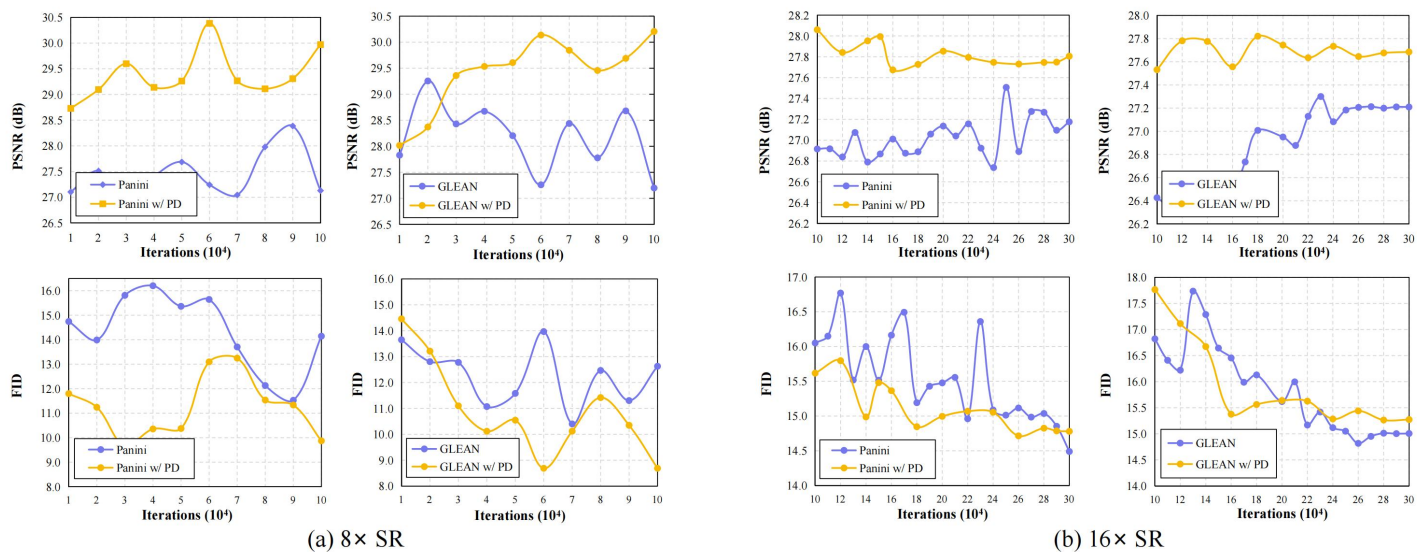 30.5
30.0
29.5
29.0
28.5
28.0
27.5
27.0
26.5
PSNR (dB)
Panini
Panini w/ PD
1 2 3 4 5 6 7 8 9 10
Iterations (10⁴)
30.5
30.0
29.5
29.0
28.5
28.0
27.5
27.0
26.5
PSNR (dB)
GLEAN
GLEAN w/ PD
1 2 3 4 5 6 7 8 9 10
Iterations (10⁴)
28.2
28.0
27.8
27.6
27.4
27.2
27.0
26.8
26.6
26.4
26.2
PSNR (dB)
Panini
Panini w/ PD
10 12 14 16 18 20 22 24 26 28 30
Iterations (10⁴)
28.0
27.8
27.6
27.4
27.2
27.0
26.8
26.6
26.4
26.2
PSNR (dB)
GLEAN
GLEAN w/ PD
10 12 14 16 18 20 22 24 26 28 30
Iterations (10⁴)
16.0
15.0
14.0
13.0
12.0
11.0
10.0
9.0
8.0
FID
Panini
Panini w/ PD
1 2 3 4 5 6 7 8 9 10
Iterations (10⁴)
16.0
15.0
14.0
13.0
12.0
11.0
10.0
9.0
8.0
FID
GLEAN
GLEAN w/ PD
1 2 3 4 5 6 7 8 9 10
Iterations (10⁴)
17.0
16.5
16.0
15.5
15.0
14.5
14.0
FID
Panini
Panini w/ PD
10 12 14 16 18 20 22 24 26 28 30
Iterations (10⁴)
18.0
17.5
17.0
16.5
16.0
15.5
15.0
14.5
14.0
FID
GLEAN
GLEAN w/ PD
10 12 14 16 18 20 22 24 26 28 30
Iterations (10⁴)
(a) 8× SR
(b) 16× SR